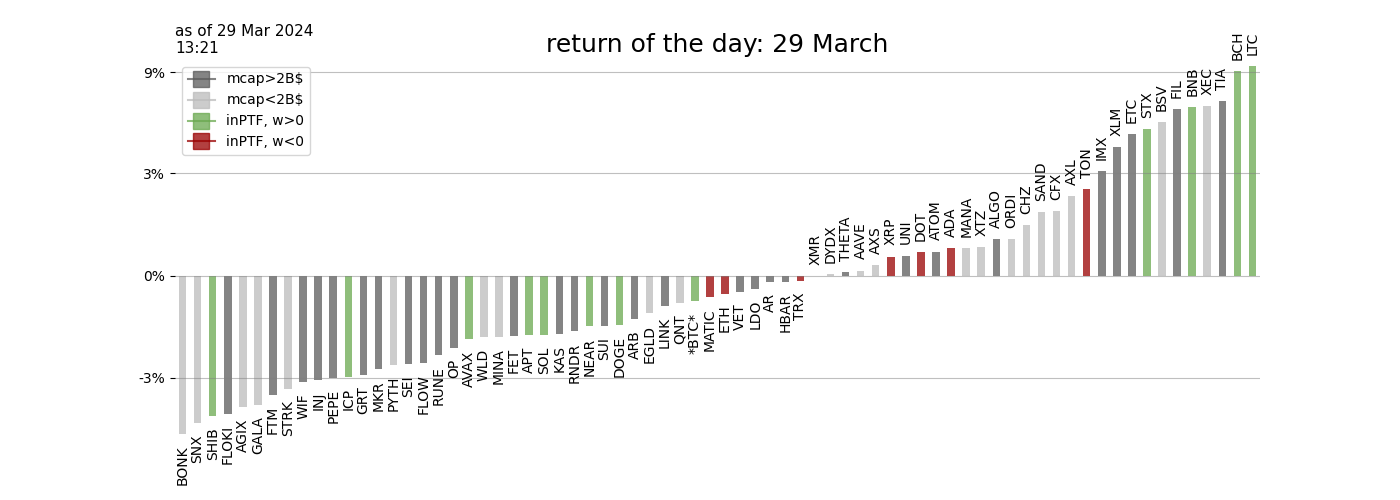 as of 29 Mar 2024
13:21
return of the day: 29 March
9%
3%
0%
-3%
mcap>2B$
mcap<2B$
inPTF, w>0
inPTF, w<0
BONK
SNX
SHIB
FLOKI
AGIX
GALA
FTM
STRK
WIF
INJ
PEPE
ICP
GRT
MKR
PYTH
SEI
FLOW
RUNE
OP
AVAX
WLD
MINA
FET
APT
SOL
KAS
RNDR
NEAR
SUI
DOGE
ARB
EGLD
LINK
QNT
*BTC*
MATIC
ETH
VET
LDO
AR
HBAR
TRX
XMR
DYDX
THETA
AAVE
AXS
XRP
UNI
DOT
ATOM
ADA
MANA
XTZ
ALGO
ORDI
CHZ
SAND
CFX
AXL
TON
IMX
XLM
ETC
STX
BSV
FIL
BNB
XEC
TIA
BCH
LTC